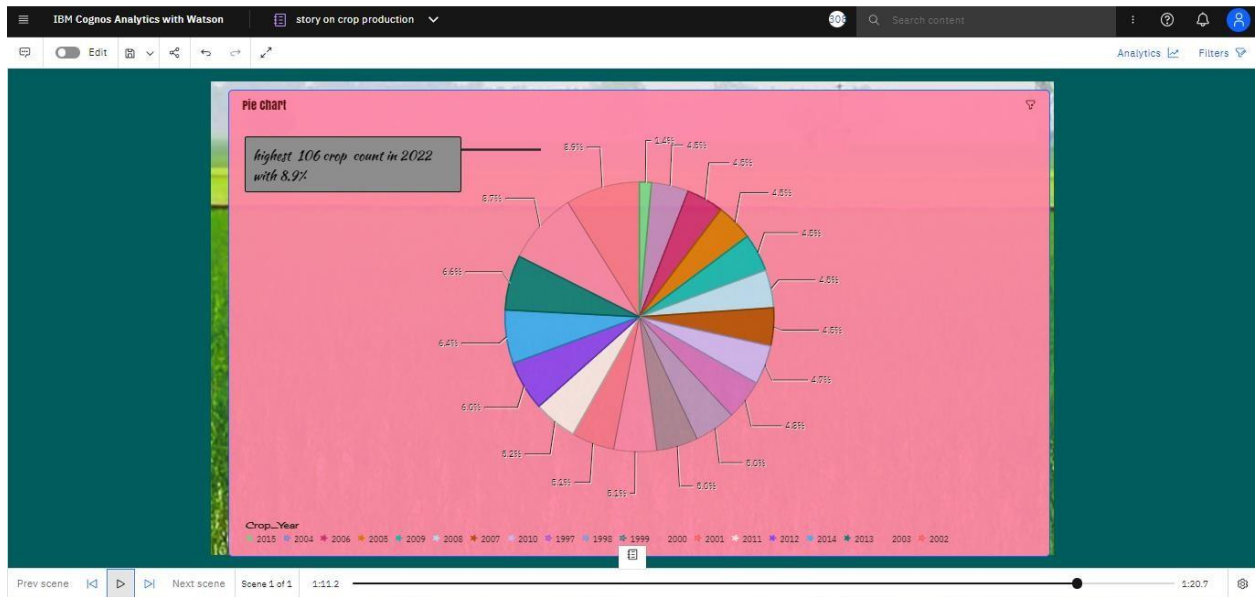 IBM Cognos Analytics with Watson
story on crop production
Search content
Edit
Analytics
Filters
Pie Chart
highest 106 crop count in 2022
with 8.9%
8.9%
1.4%
4.5%
4.5%
4.5%
4.5%
4.5%
4.5%
4.7%
4.8%
5.0%
5.0%
5.1%
5.1%
5.2%
6.0%
6.4%
6.6%
8.7%
Crop_Year
2015 2004 2006 2005 2009 2008 2007 2010 1997 1998 1999 2000 2001 2011 2012 2014 2013 2003 2002
Prev scene
Next scene
Scene 1 of 1
1:11.2
1:20.7